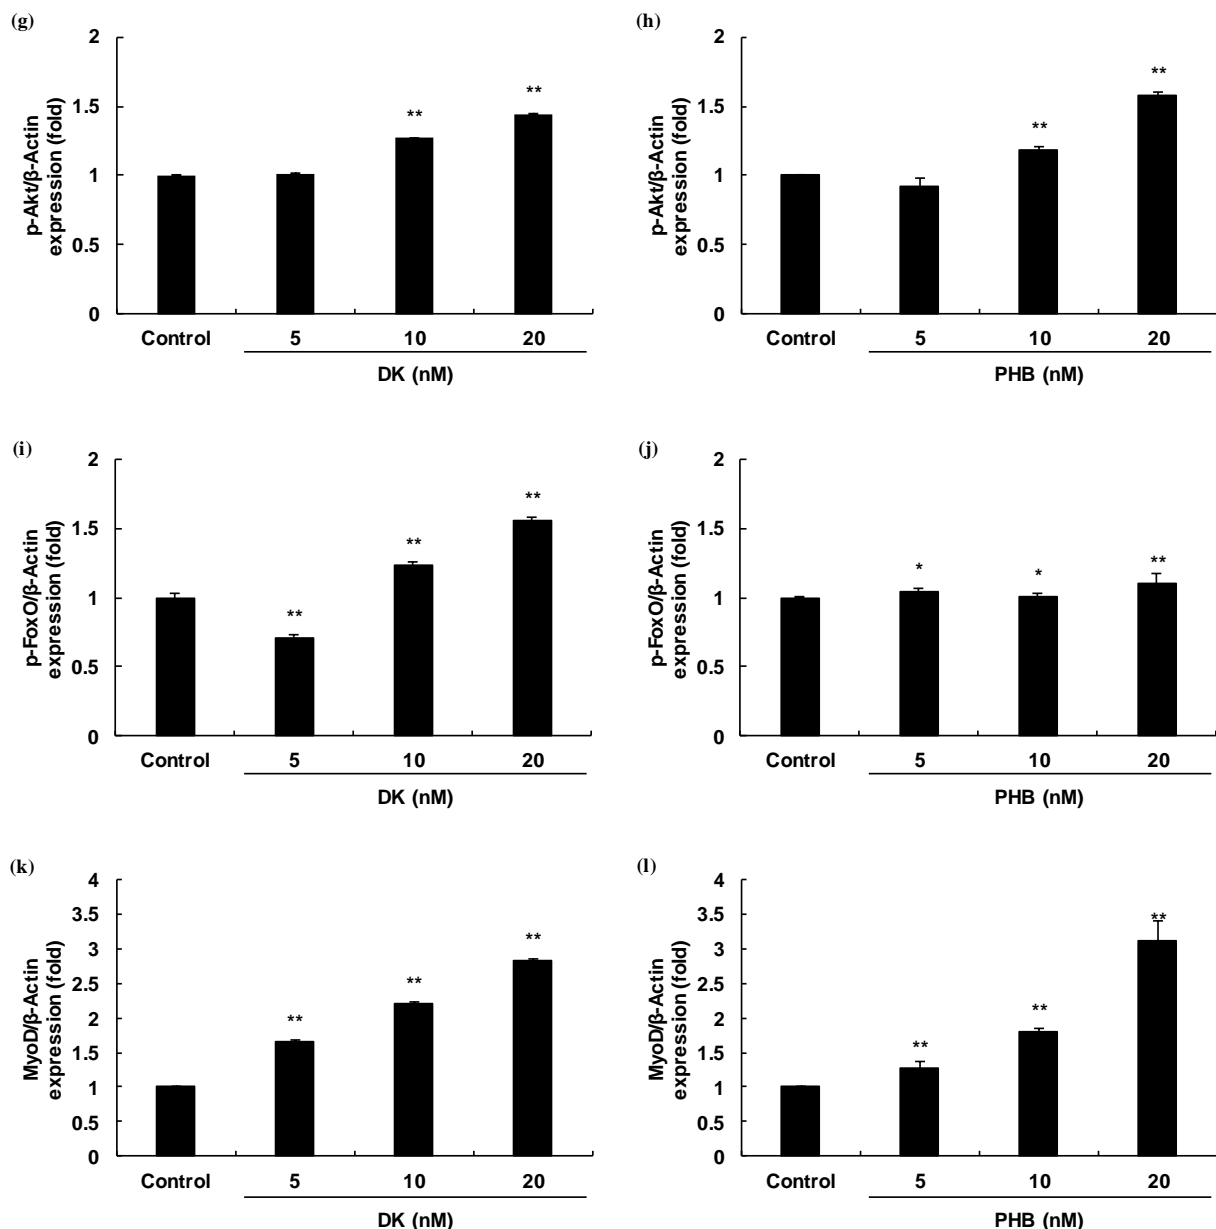 (g)
2
1.5
1
0.5
0
p-Akt/β-Actin
expression (fold)
**
**
Control 5 10 20
DK (nM)
(h)
2
1.5
1
0.5
0
p-Akt/β-Actin
expression (fold)
**
**
Control 5 10 20
PHB (nM)
(i)
2
1.5
1
0.5
0
p-FoxO/β-Actin
expression (fold)
**
**
**
Control 5 10 20
DK (nM)
(j)
2
1.5
1
0.5
0
p-FoxO/β-Actin
expression (fold)
*
*
**
Control 5 10 20
PHB (nM)
(k)
4
3.5
3
2.5
2
1.5
1
0.5
0
MyoD/β-Actin
expression (fold)
**
**
**
Control 5 10 20
DK (nM)
(l)
4
3.5
3
2.5
2
1.5
1
0.5
0
MyoD/β-Actin
expression (fold)
**
**
**
Control 5 10 20
PHB (nM)